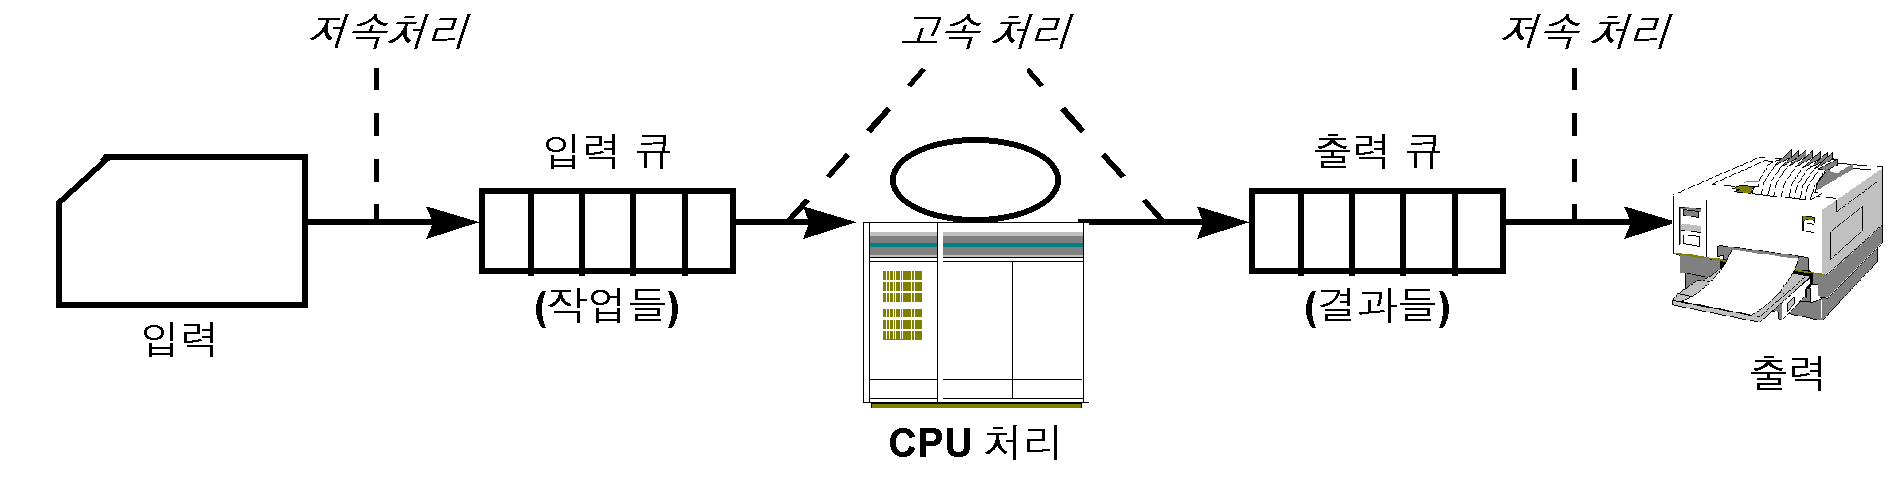 저속처리
고속 처리
저속 처리
입력 큐
출력 큐
(작업들)
(결과들)
입력
출력
CPU 처리